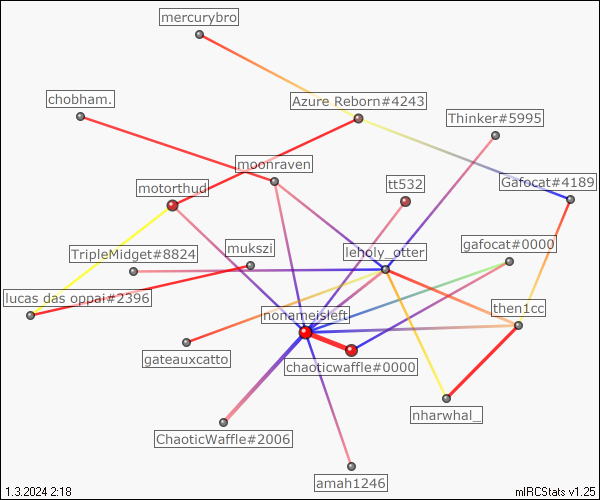 mercurybro
chobham.
Azure Reborn#4243
Thinker#5995
moonraven
motorthud
tt532
Gafocat#4189
TripleMidget#8824
mukszi
leholy_otter
gafocat#0000
lucas das oppai#2396
nonameisleft
then1cc
gateauxcatto
chaoticwaffle#0000
nharwhal_
ChaoticWaffle#2006
amah1246
1.3.2024 2:18
mIRCStats v1.25